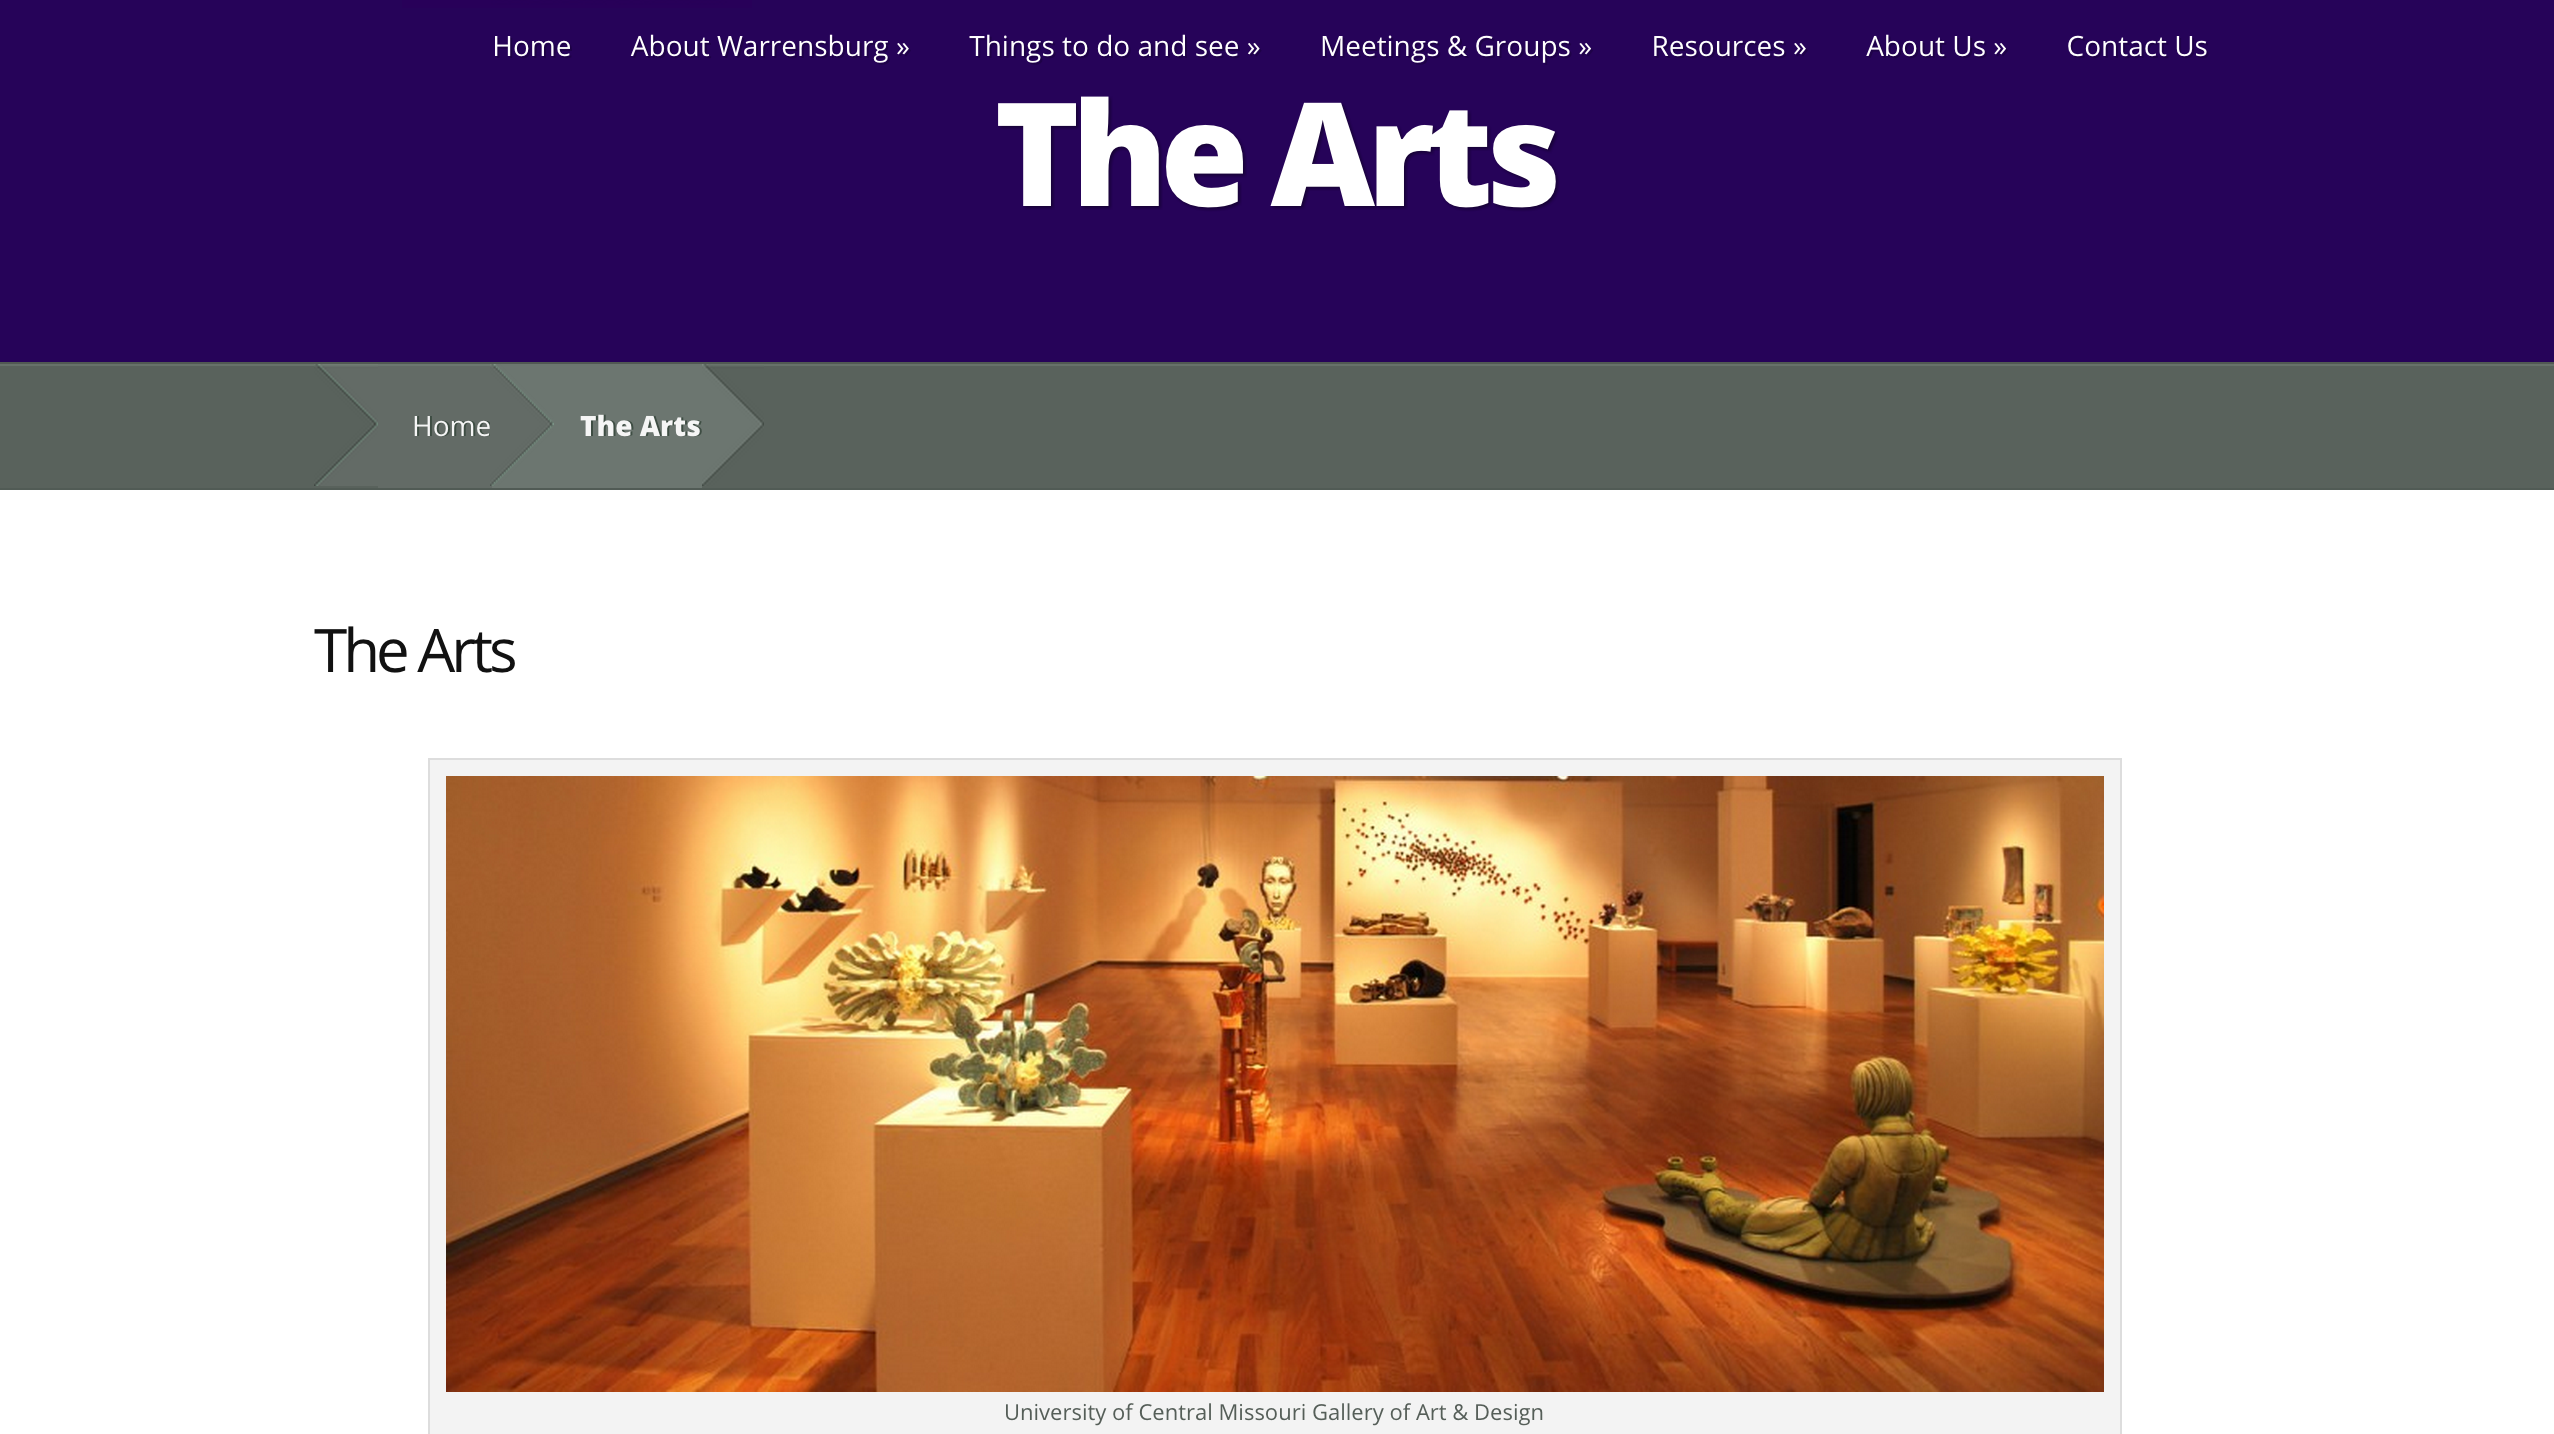 Home About Warrensburg » Things to do and see » Meetings & Groups » Resources » About Us » Contact Us
The Arts
Home The Arts
The Arts
University of Central Missouri Gallery of Art & Design